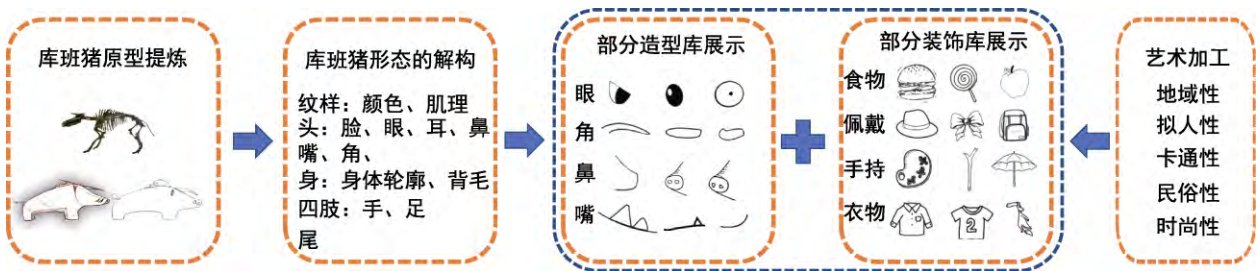 库班猪原型提炼
库班猪形态的解构
纹样：颜色、肌理
头：脸、眼、耳、鼻
嘴、角、
身：身体轮廓、背毛
四肢：手、足
尾
部分造型库展示
眼
角
鼻
嘴
部分装饰库展示
食物
佩戴
手持
衣物
2
艺术加工
地域性
拟人性
卡通性
民俗性
时尚性